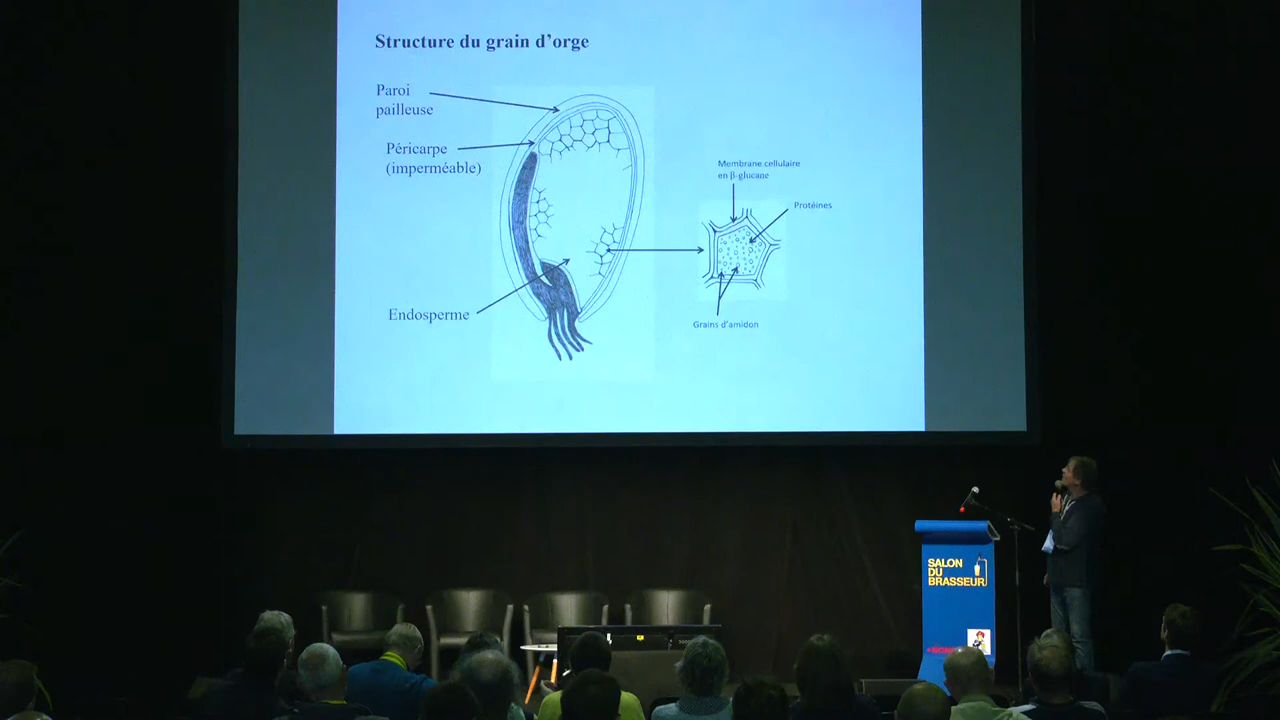 Structure du grain d'orge
Paroi
pailleuse
Péricarpe
(imperméable)
Membrane cellulaire
en β-glucane
Protéines
Endosperme
Grains d'amidon
SALON
DU
BRASSEUR